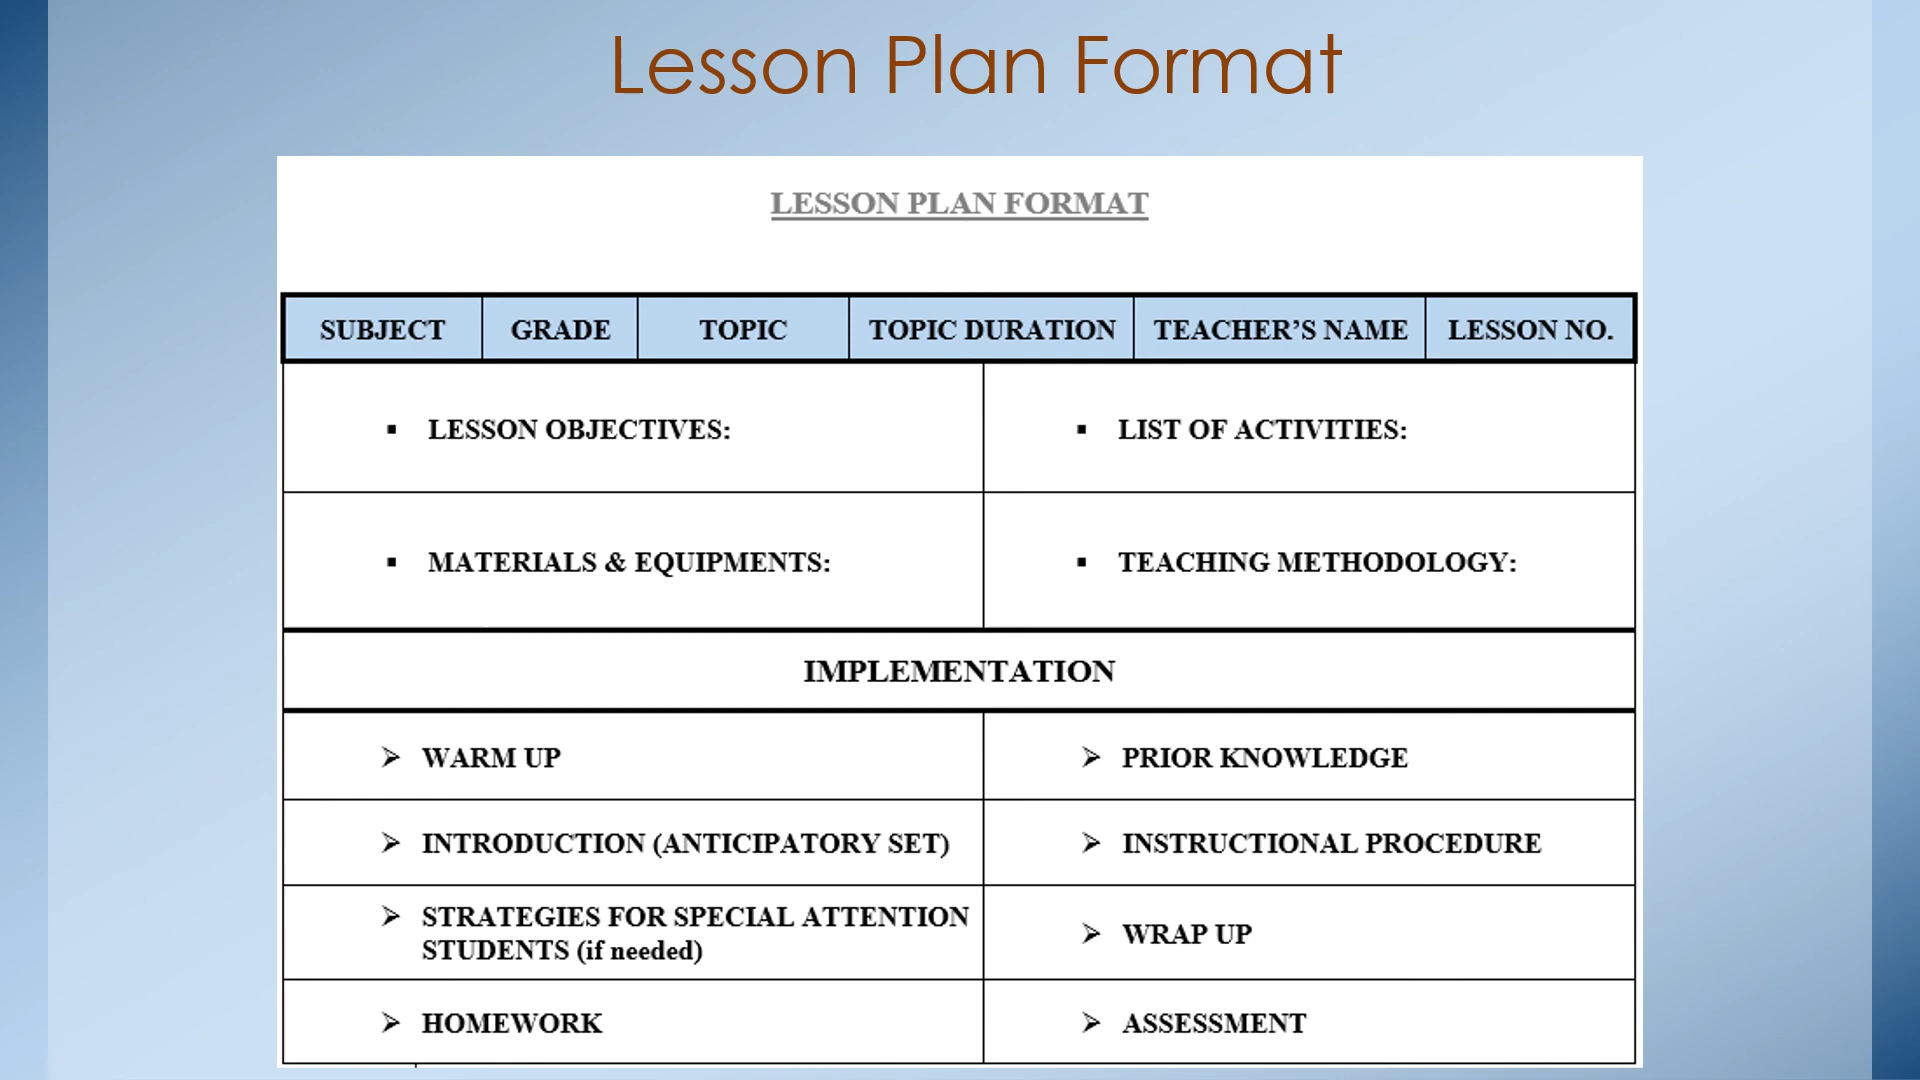 Lesson Plan Format
LESSON PLAN FORMAT
SUBJECT GRADE TOPIC TOPIC DURATION TEACHER’S NAME LESSON NO.
▪ LESSON OBJECTIVES:
▪ LIST OF ACTIVITIES:
▪ MATERIALS & EQUIPMENTS:
▪ TEACHING METHODOLOGY:
IMPLEMENTATION
➢ WARM UP
➢ PRIOR KNOWLEDGE
➢ INTRODUCTION (ANTICIPATORY SET)
➢ INSTRUCTIONAL PROCEDURE
➢ STRATEGIES FOR SPECIAL ATTENTION
STUDENTS (if needed)
➢ WRAP UP
➢ HOMEWORK
➢ ASSESSMENT